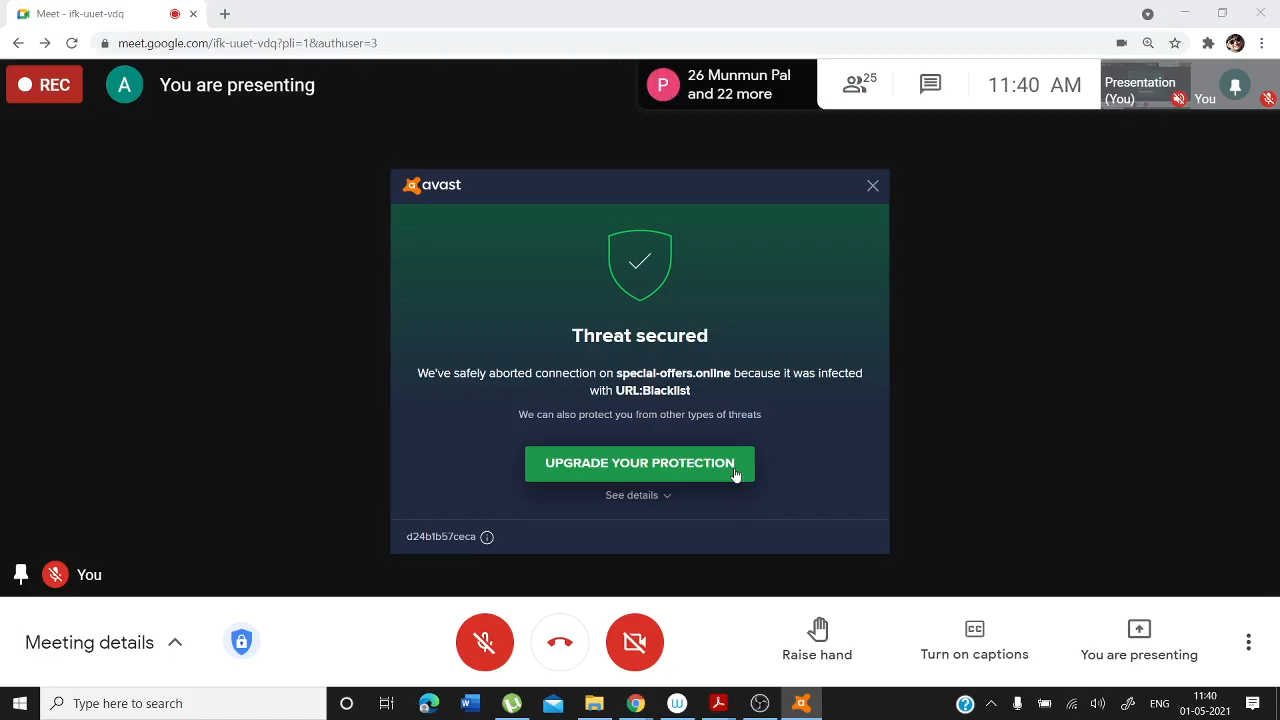 Meet - ifk-uuet-vdq
meet.google.com/ifk-uuet-vdq?pli=1&authuser=3
REC
A
You are presenting
P
26 Munmun Pal
and 22 more
25
11:40 AM
Presentation
(You)
You
avast
Threat secured
We've safely aborted connection on special-offers.online because it was infected
with URL:Blacklist
We can also protect you from other types of threats
UPGRADE YOUR PROTECTION
See details
d24b1b57ceca
You
Meeting details
Raise hand
CC
Turn on captions
You are presenting
Type here to search
ENG
11:40
01-05-2021